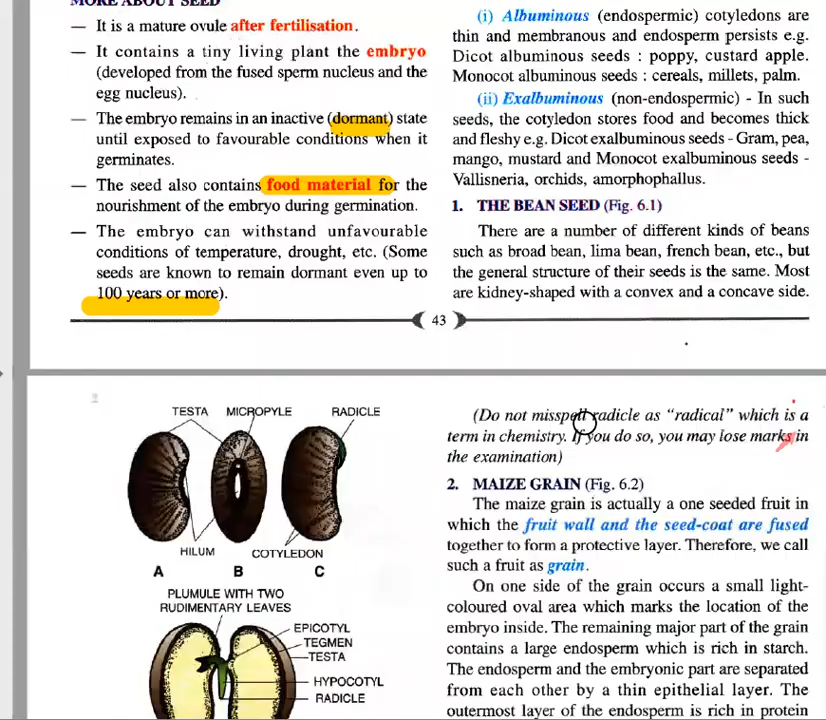 MORE ABOUT SEED
— It is a mature ovule after fertilisation.
— It contains a tiny living plant the embryo
(developed from the fused sperm nucleus and the
egg nucleus).
— The embryo remains in an inactive (dormant) state
until exposed to favourable conditions when it
germinates.
— The seed also contains food material for the
nourishment of the embryo during germination.
— The embryo can withstand unfavourable
conditions of temperature, drought, etc. (Some
seeds are known to remain dormant even up to
100 years or more).
(i) Albuminous (endospermic) cotyledons are
thin and membranous and endosperm persists e.g.
Dicot albuminous seeds : poppy, custard apple.
Monocot albuminous seeds : cereals, millets, palm.
(ii) Exalbuminous (non-endospermic) - In such
seeds, the cotyledon stores food and becomes thick
and fleshy e.g. Dicot exalbuminous seeds - Gram, pea,
mango, mustard and Monocot exalbuminous seeds -
Vallisneria, orchids, amorphophallus.
1. THE BEAN SEED (Fig. 6.1)
There are a number of different kinds of beans
such as broad bean, lima bean, french bean, etc., but
the general structure of their seeds is the same. Most
are kidney-shaped with a convex and a concave side.
43
TESTA MICROPYLE RADICLE
HILUM COTYLEDON
A B C
PLUMULE WITH TWO
RUDIMENTARY LEAVES
EPICOTYL
TEGMEN
TESTA
HYPOCOTYL
RADICLE
(Do not misspell radicle as "radical" which is a
term in chemistry. If you do so, you may lose marks in
the examination)
2. MAIZE GRAIN (Fig. 6.2)
The maize grain is actually a one seeded fruit in
which the fruit wall and the seed-coat are fused
together to form a protective layer. Therefore, we call
such a fruit as grain.
On one side of the grain occurs a small light-
coloured oval area which marks the location of the
embryo inside. The remaining major part of the grain
contains a large endosperm which is rich in starch.
The endosperm and the embryonic part are separated
from each other by a thin epithelial layer. The
outermost layer of the endosperm is rich in protein